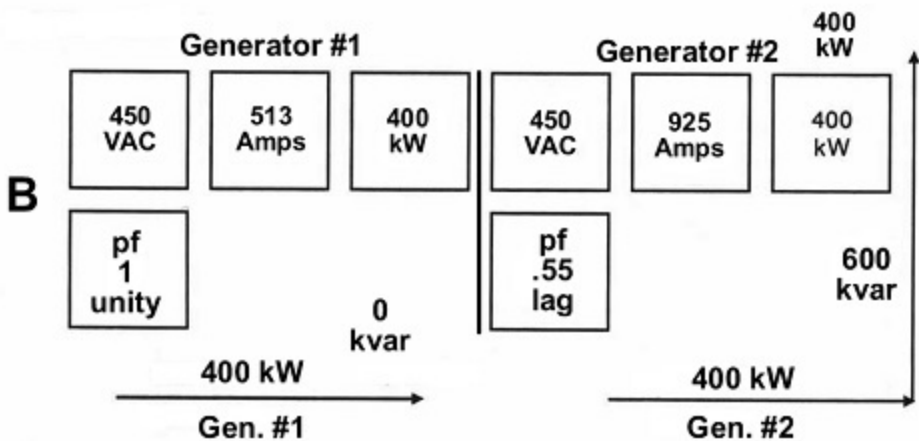 400
kW
Generator #1
Generator #2
450
VAC
513
Amps
400
kW
450
VAC
925
Amps
400
kW
B
pf
1
unity
0
kvar
pf
.55
lag
600
kvar
400 kW
Gen. #1
400 kW
Gen. #2